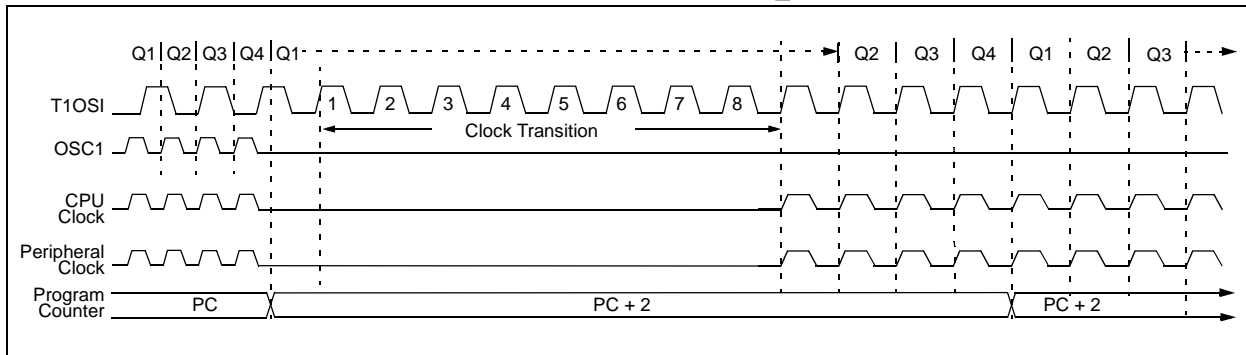 Q1 Q2 Q3 Q4 Q1 Q2 Q3 Q4 Q1 Q2 Q3
T1OSI 1 2 3 4 5 6 7 8
Clock Transition
OSC1
CPU
Clock
Peripheral
Clock
Program
Counter PC PC + 2 PC + 2